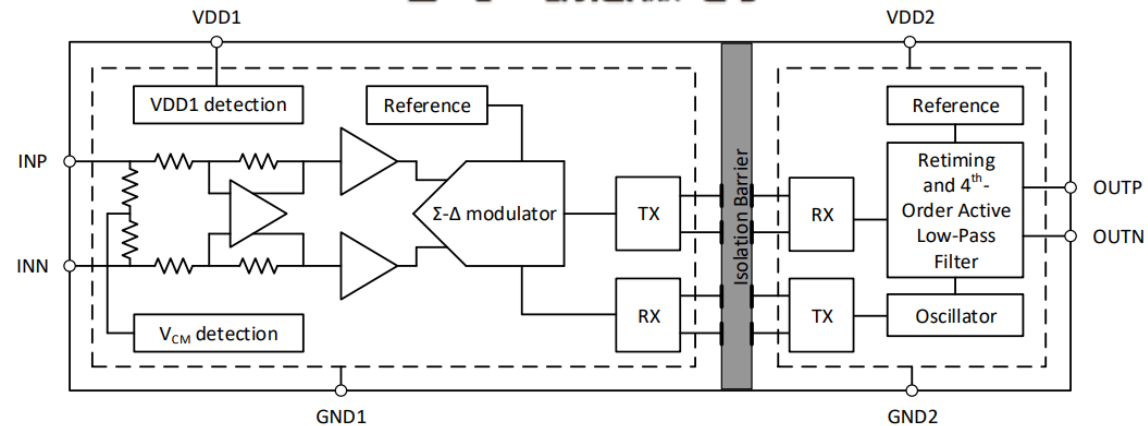 VDD1
VDD2
VDD1 detection
Reference
Reference
INP
INN
Σ-Δ modulator
TX
RX
Isolation Barrier
RX
TX
Retiming
and 4th-
Order Active
Low-Pass
Filter
Oscillator
OUTP
OUTN
VCM detection
GND1
GND2